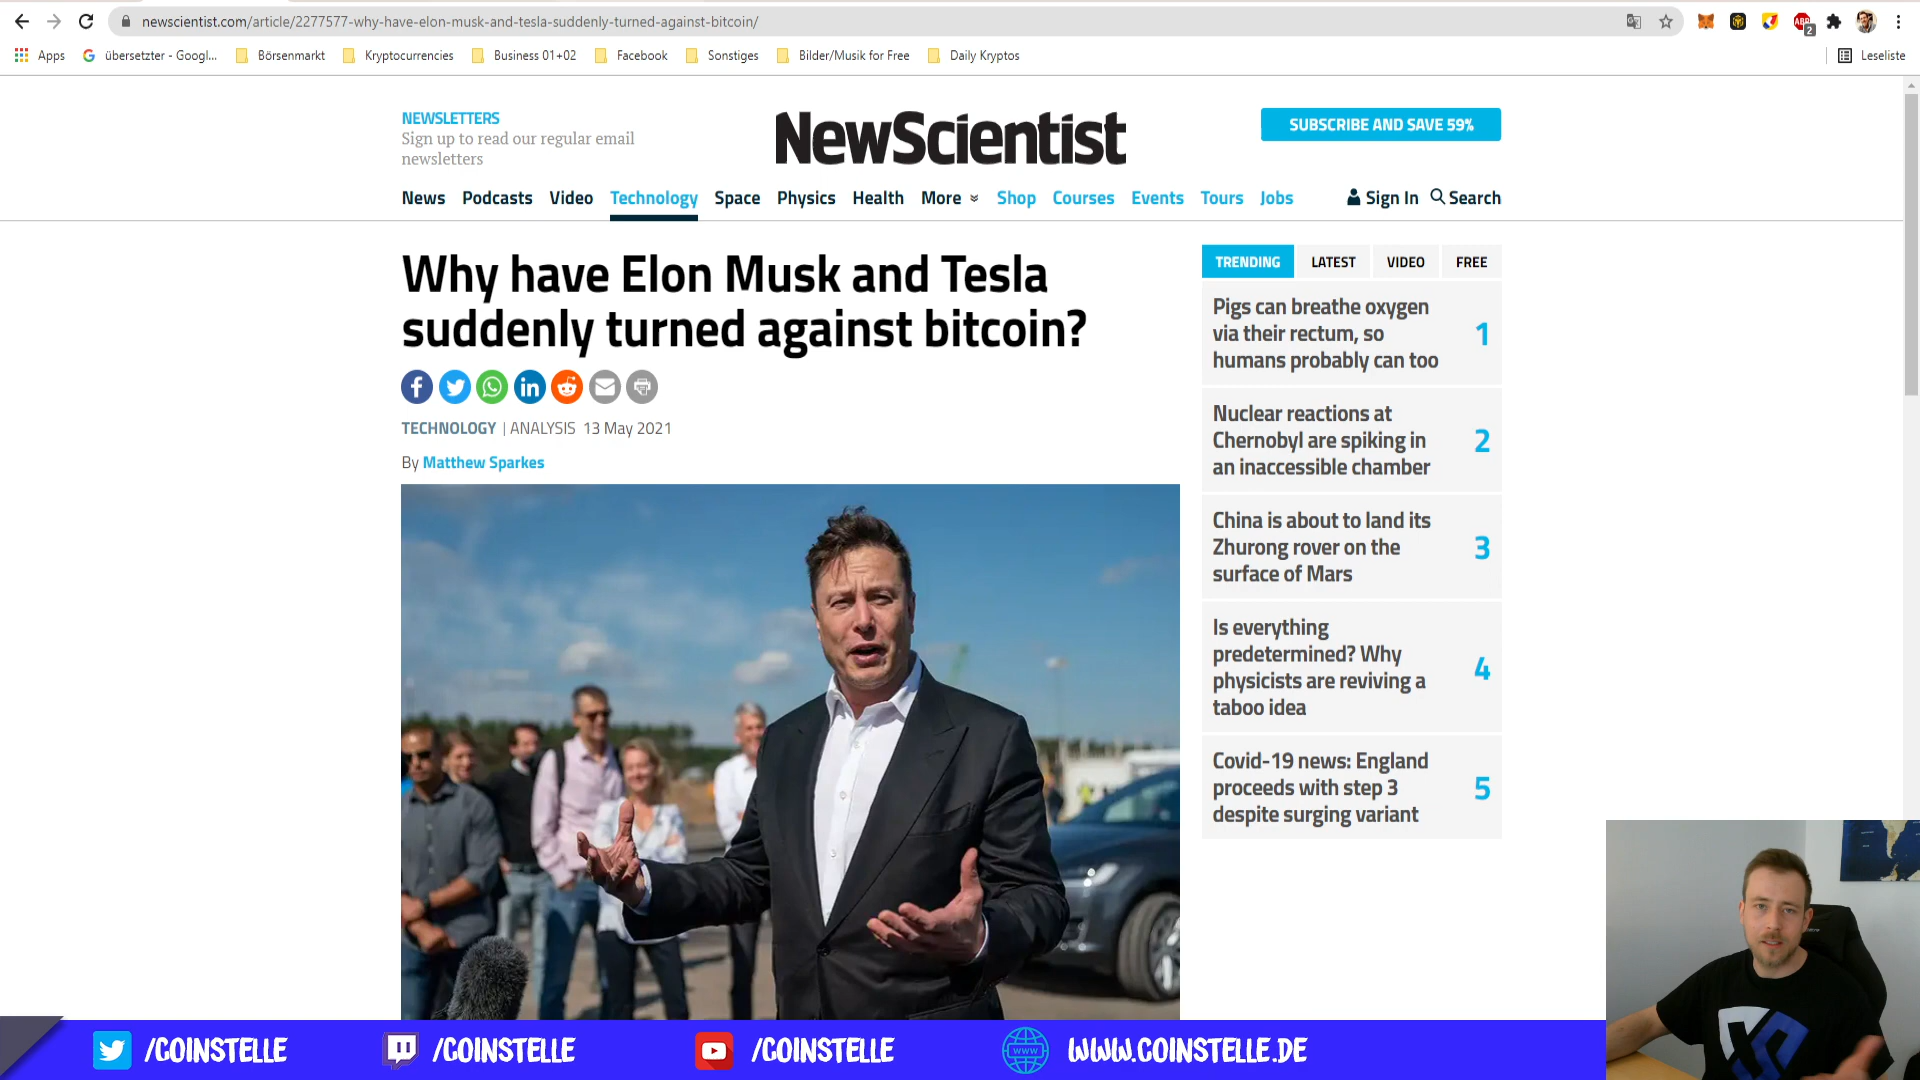 newscientist.com/article/2277577-why-have-elon-musk-and-tesla-suddenly-turned-against-bitcoin/
ABP
2
Apps
übersetzter - Googl...
Börsenmarkt
Kryptocurrencies
Business 01+02
Facebook
Sonstiges
Bilder/Musik for Free
Daily Kryptos
Leseliste
NEWSLETTERS
Sign up to read our regular email
newsletters
NewScientist
SUBSCRIBE AND SAVE 59%
News Podcasts Video Technology Space Physics Health More Shop Courses Events Tours Jobs Sign In Search
Why have Elon Musk and Tesla
suddenly turned against bitcoin?
TECHNOLOGY | ANALYSIS 13 May 2021
By Matthew Sparkes
TRENDING LATEST VIDEO FREE
Pigs can breathe oxygen
via their rectum, so
humans probably can too
1
Nuclear reactions at
Chernobyl are spiking in
an inaccessible chamber
2
China is about to land its
Zhurong rover on the
surface of Mars
3
Is everything
predetermined? Why
physicists are reviving a
taboo idea
4
Covid-19 news: England
proceeds with step 3
despite surging variant
5
/COINSTELLE
/COINSTELLE
/COINSTELLE
WWW
WWW.COINSTELLE.DE